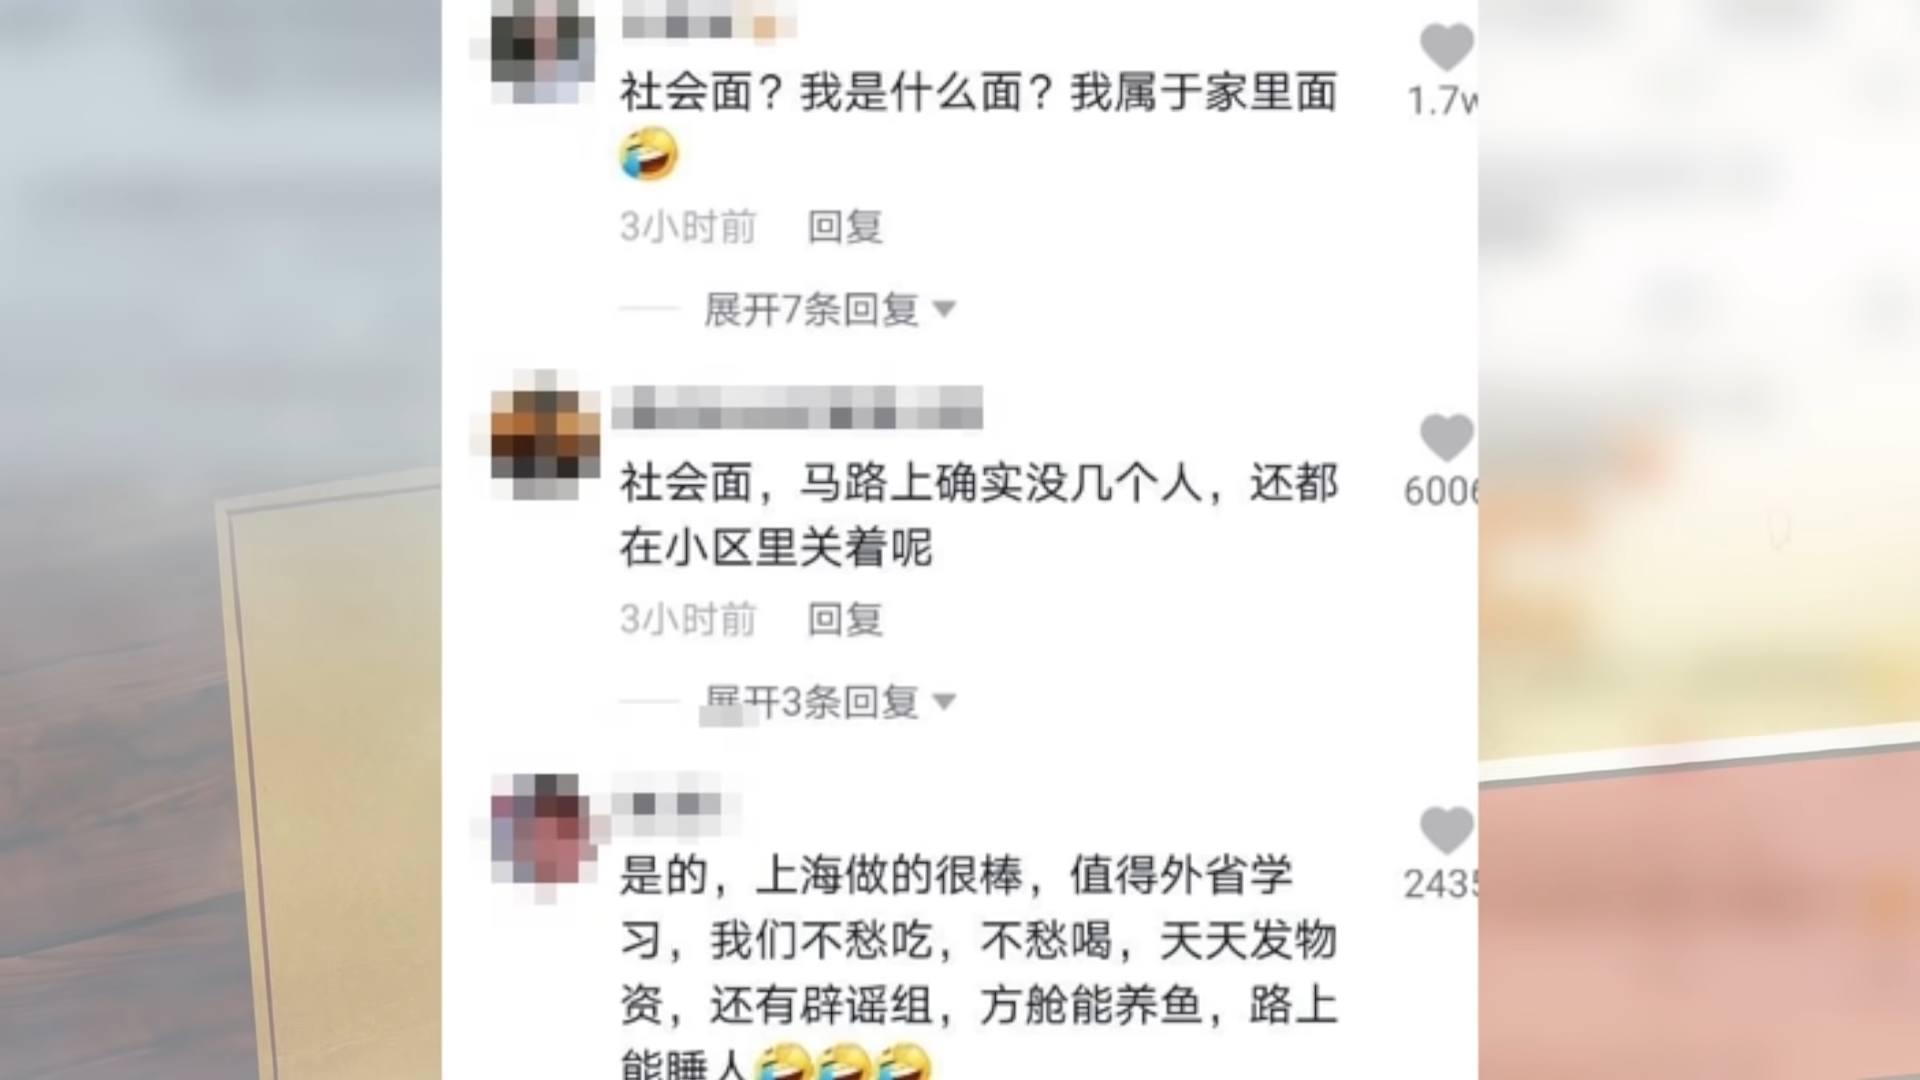 社会面？我是什么面？我属于家里面
1.7w
3小时前 回复
展开7条回复
社会面，马路上确实没几个人，还都
在小区里关着呢
6006
3小时前 回复
展开3条回复
是的，上海做的很棒，值得外省学
习，我们不愁吃，不愁喝，天天发物
资，还有辟谣组，方舱能养鱼，路上
能睡人
2435